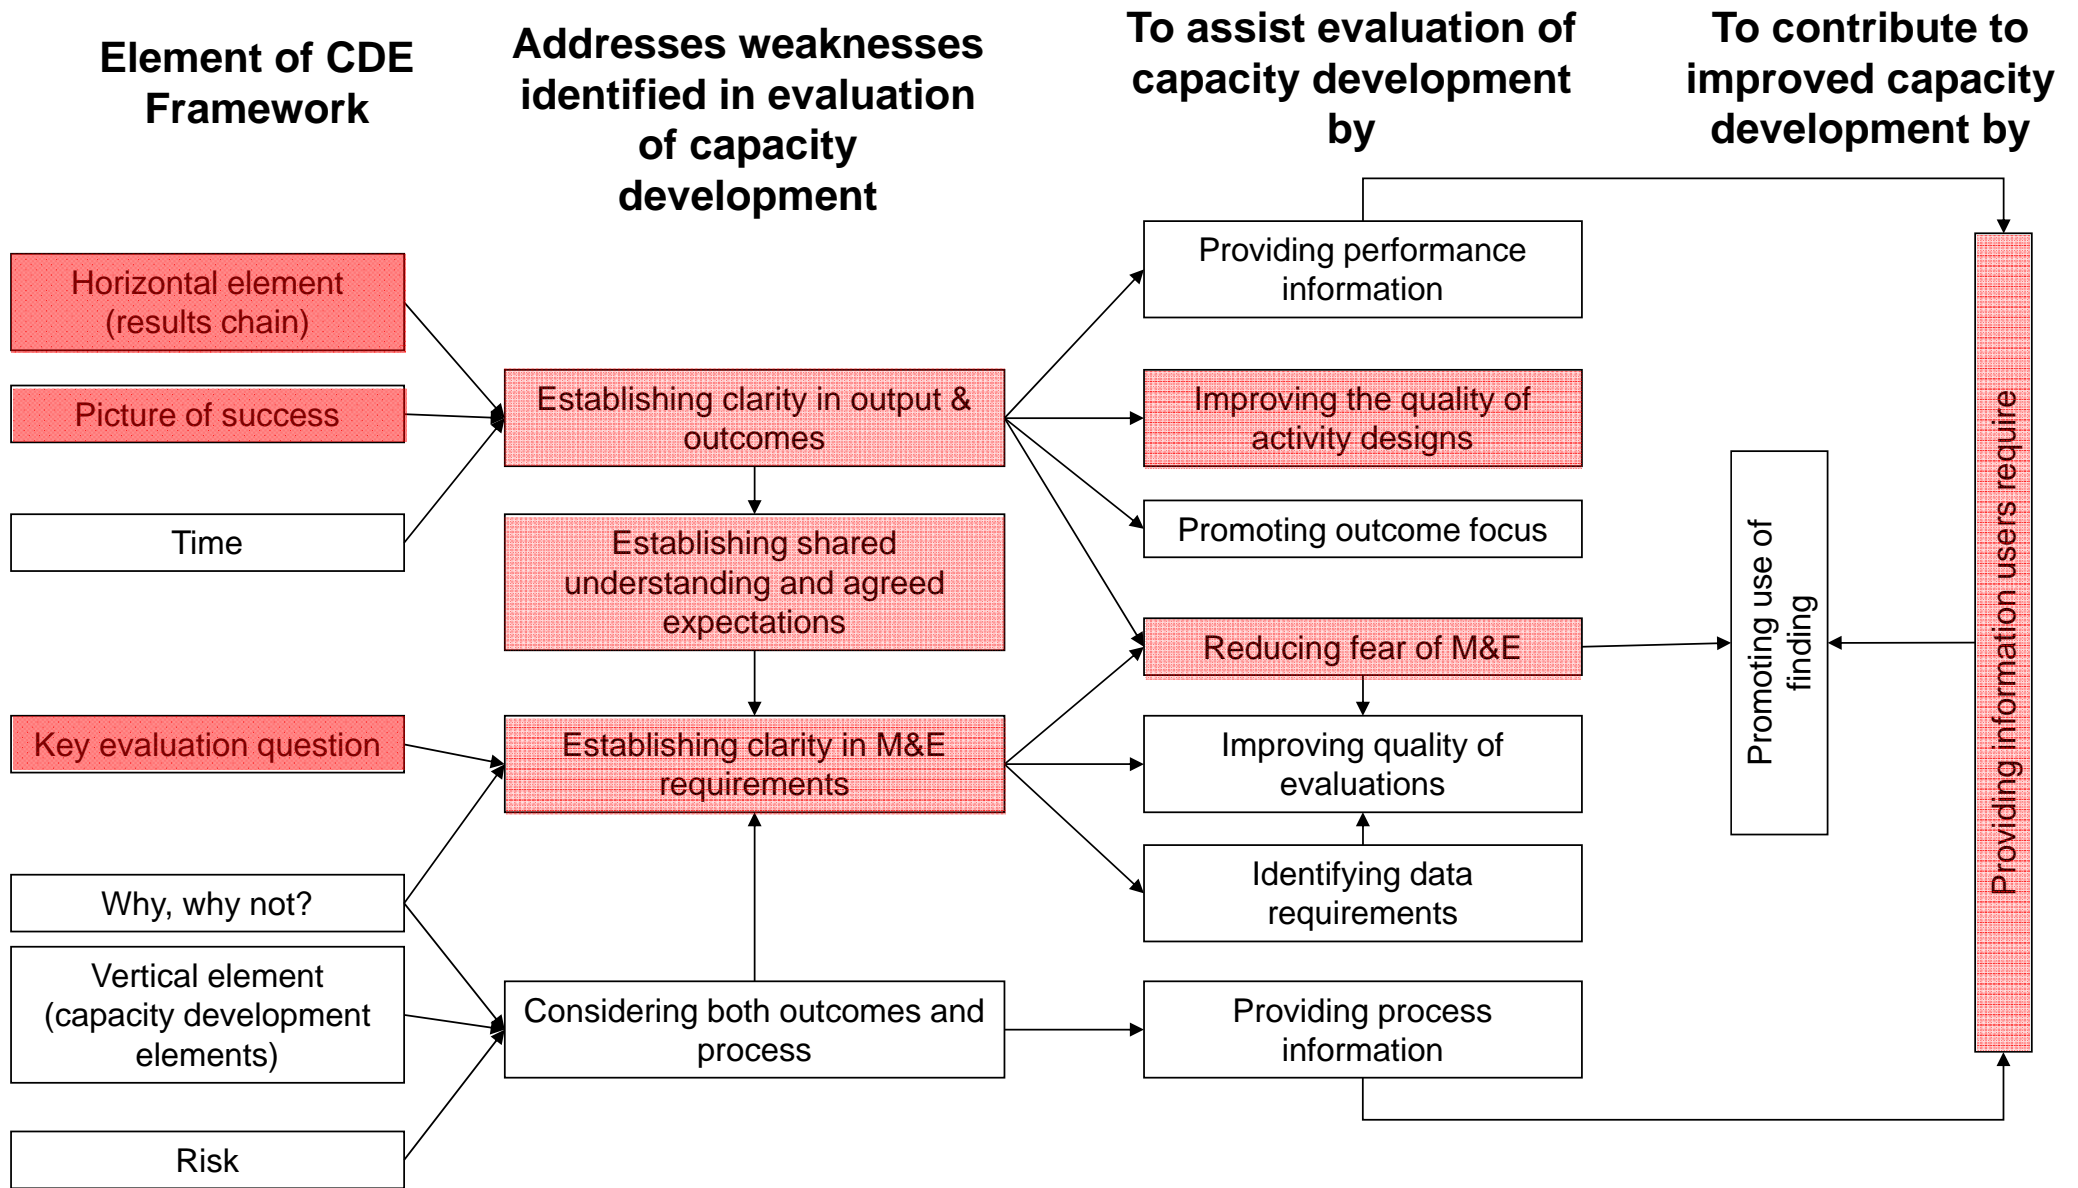 Element of CDE
Framework
Addresses weaknesses
identified in evaluation
of capacity
development
To assist evaluation of
capacity development
by
To contribute to
improved capacity
development by
Horizontal element
(results chain)
Picture of success
Time
Key evaluation question
Why, why not?
Vertical element
(capacity development
elements)
Risk
Establishing clarity in output &
outcomes
Establishing shared
understanding and agreed
expectations
Establishing clarity in M&E
requirements
Considering both outcomes and
process
Providing performance
information
Improving the quality of
activity designs
Promoting outcome focus
Reducing fear of M&E
Improving quality of
evaluations
Identifying data
requirements
Providing process
information
Promoting use of
finding
Providing information users require